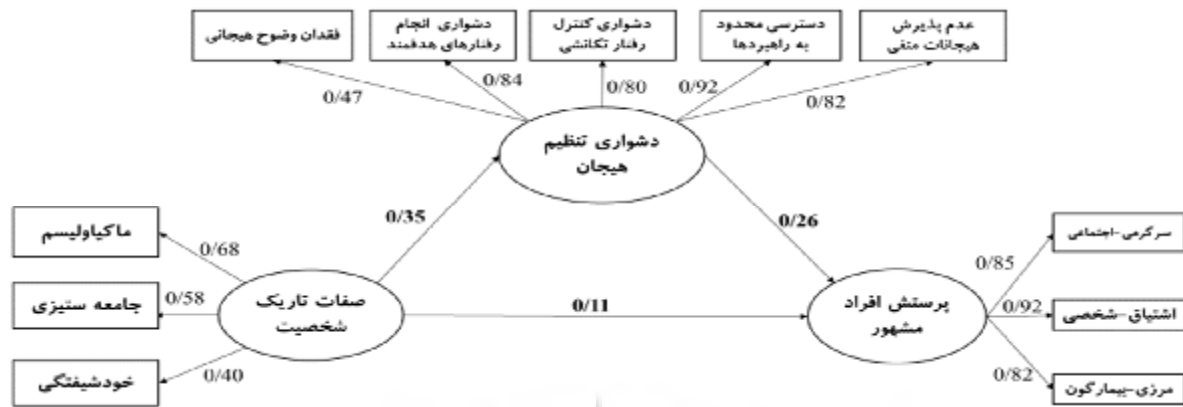 عدم پذیرش
هیجانات منفی
دسترسی محدود
به راهبردها
دشواری کنترل
رفتار تکانشی
دشواری انجام
رفتارهای هدفمند
فقدان وضوح هیجانی
0/82
0/92
0/80
0/84
0/47
دشواری تنظیم
هیجان
0/35
0/26
ماکیاولیسم
0/68
جامعه ستیزی
0/58
خودشیفتگی
0/40
صفات تاریک
شخصیت
0/11
پرستش افراد
مشهور
سرگرمی-اجتماعی
0/85
اشتیاق-شخصی
0/92
مرزی-بیمارگون
0/82